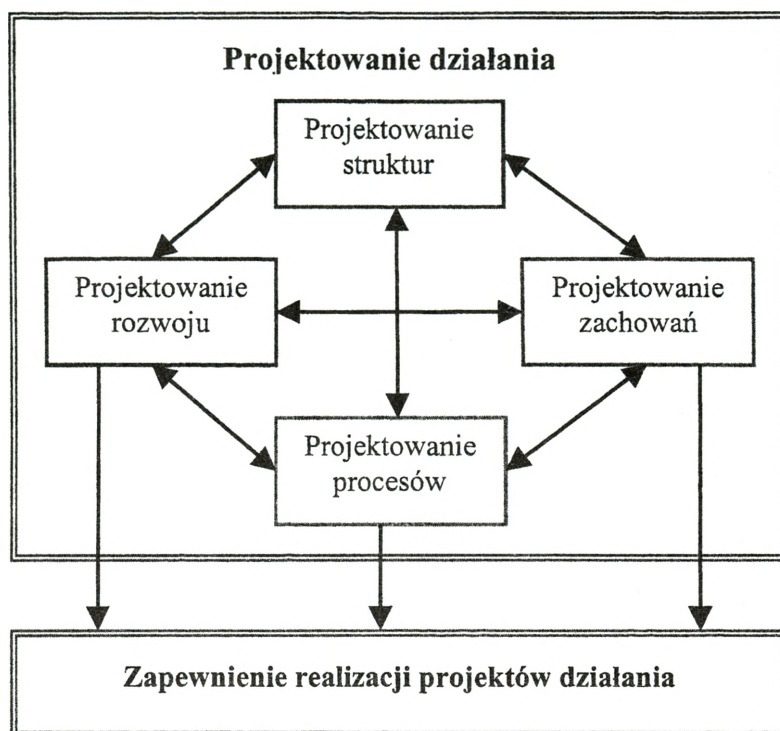 Projektowanie działania
Projektowanie
struktur
Projektowanie
rozwoju
Projektowanie
zachowań
Projektowanie
procesów
Zapewnienie realizacji projektów działania